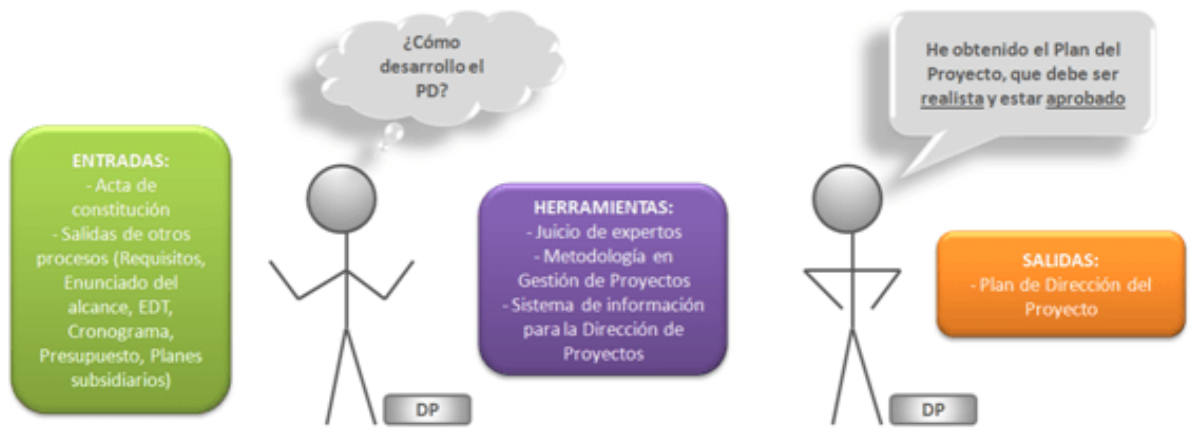 ¿Cómo
desarrollo el
PD?
He obtenido el Plan del
Proyecto, que debe ser
realista y estar aprobado
ENTRADAS:
- Acta de
constitución
- Salidas de otros
procesos (Requisitos,
Enunciado del
alcance, EDT,
Cronograma,
Presupuesto, Planes
subsidiarios)
HERRAMIENTAS:
- Juicio de expertos
- Metodología en
Gestión de Proyectos
- Sistema de información
para la Dirección de
Proyectos
SALIDAS:
- Plan de Dirección del
Proyecto
DP
DP